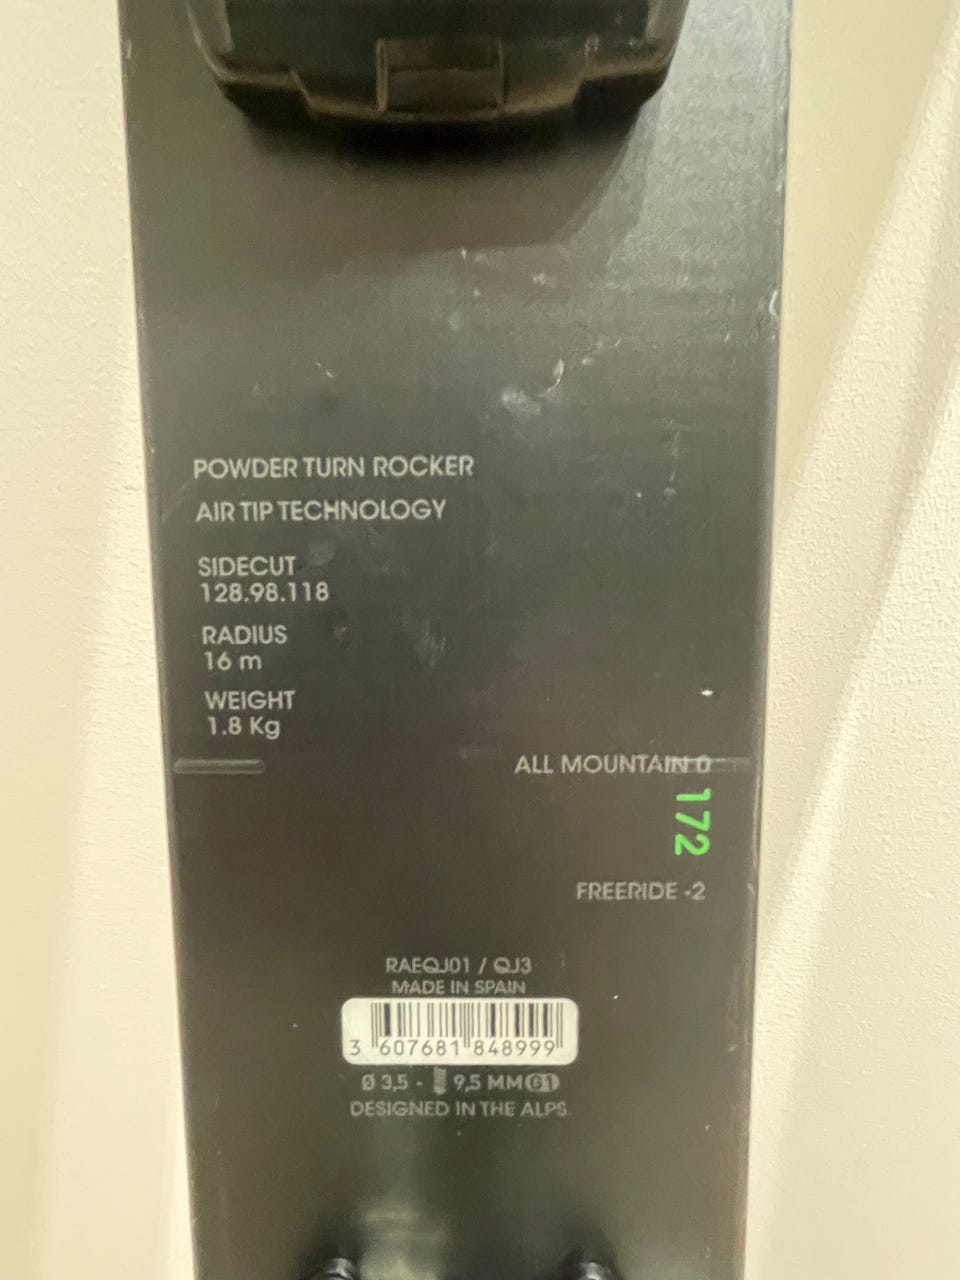 POWDER TURN ROCKER
AIR TIP TECHNOLOGY
SIDECUT
128.98.118
RADIUS
16 m
WEIGHT
1.8 Kg
ALL MOUNTAIN 0
172
FREERIDE -2
RAEQJ01 / QJ3
MADE IN SPAIN
3 607681 848999
Ø 3,5 - 9,5 MM G1
DESIGNED IN THE ALPS